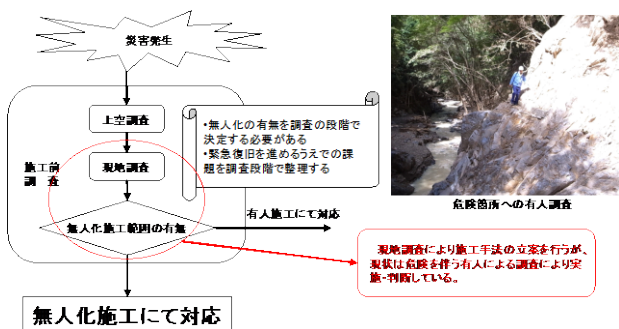 災害発生
上空調査
・無人化の有無を調査の段階で
決定する必要がある
・緊急復旧を進めるうえでの課
題を調査段階で整理する
施工前
調 査
現地調査
危険箇所への有人調査
無人化施工範囲の有無
有人施工にて対応
現地調査により施工手法の立案を行うが、
現状は危険を伴う有人による調査により実
施・判断している。
無人化施工にて対応